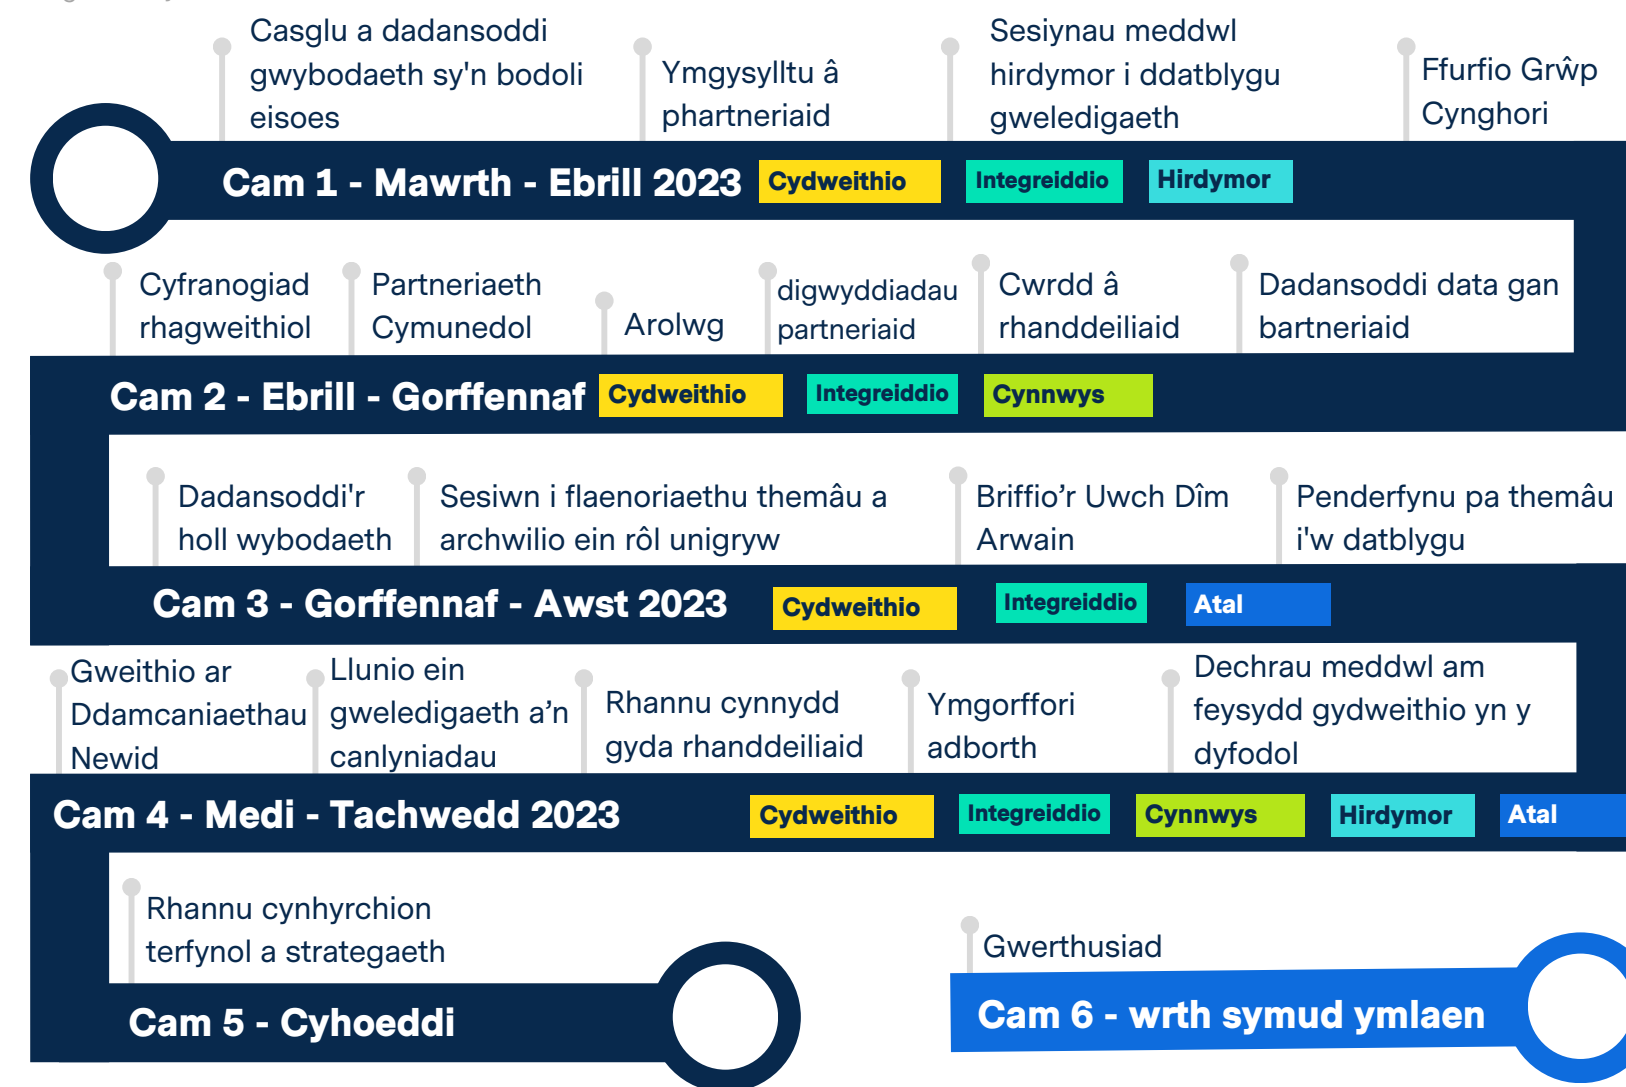 Casglu a dadansoddi
gwybodaeth sy'n bodoli
eisoes
Ymgysylltu â
phartneriaid
Sesiynau meddwl
hirdymor i ddatblygu
gweledigaeth
Ffurfio Grŵp
Cynghori
Cam 1 - Mawrth - Ebrill 2023
Cydweithio
Integreiddio
Hirdymor
Cyfranogiad
rhagweithiol
Partneriaeth
Cymunedol
Arolwg
digwyddiadau
partneriaid
Cwrdd â
rhanddeiliaid
Dadansoddi data gan
bartneriaid
Cam 2 - Ebrill - Gorffennaf
Cydweithio
Integreiddio
Cynnwys
Dadansoddi'r
holl wybodaeth
Sesiwn i flaenoriaethu themâu a
archwilio ein rôl unigryw
Briffio’r Uwch Dîm
Arwain
Penderfynu pa themâu
i'w datblygu
Cam 3 - Gorffennaf - Awst 2023
Cydweithio
Integreiddio
Atal
Gweithio ar
Ddamcaniaethau
Newid
Llunio ein
gweledigaeth a’n
canlyniadau
Rhannu cynnydd
gyda rhanddeiliaid
Ymgorffori
adborth
Dechrau meddwl am
feysydd gydweithio yn y
dyfodol
Cam 4 - Medi - Tachwedd 2023
Cydweithio
Integreiddio
Cynnwys
Hirdymor
Atal
Rhannu cynhyrchion
terfynol a strategaeth
Cam 5 - Cyhoeddi
Gwerthusiad
Cam 6 - wrth symud ymlaen